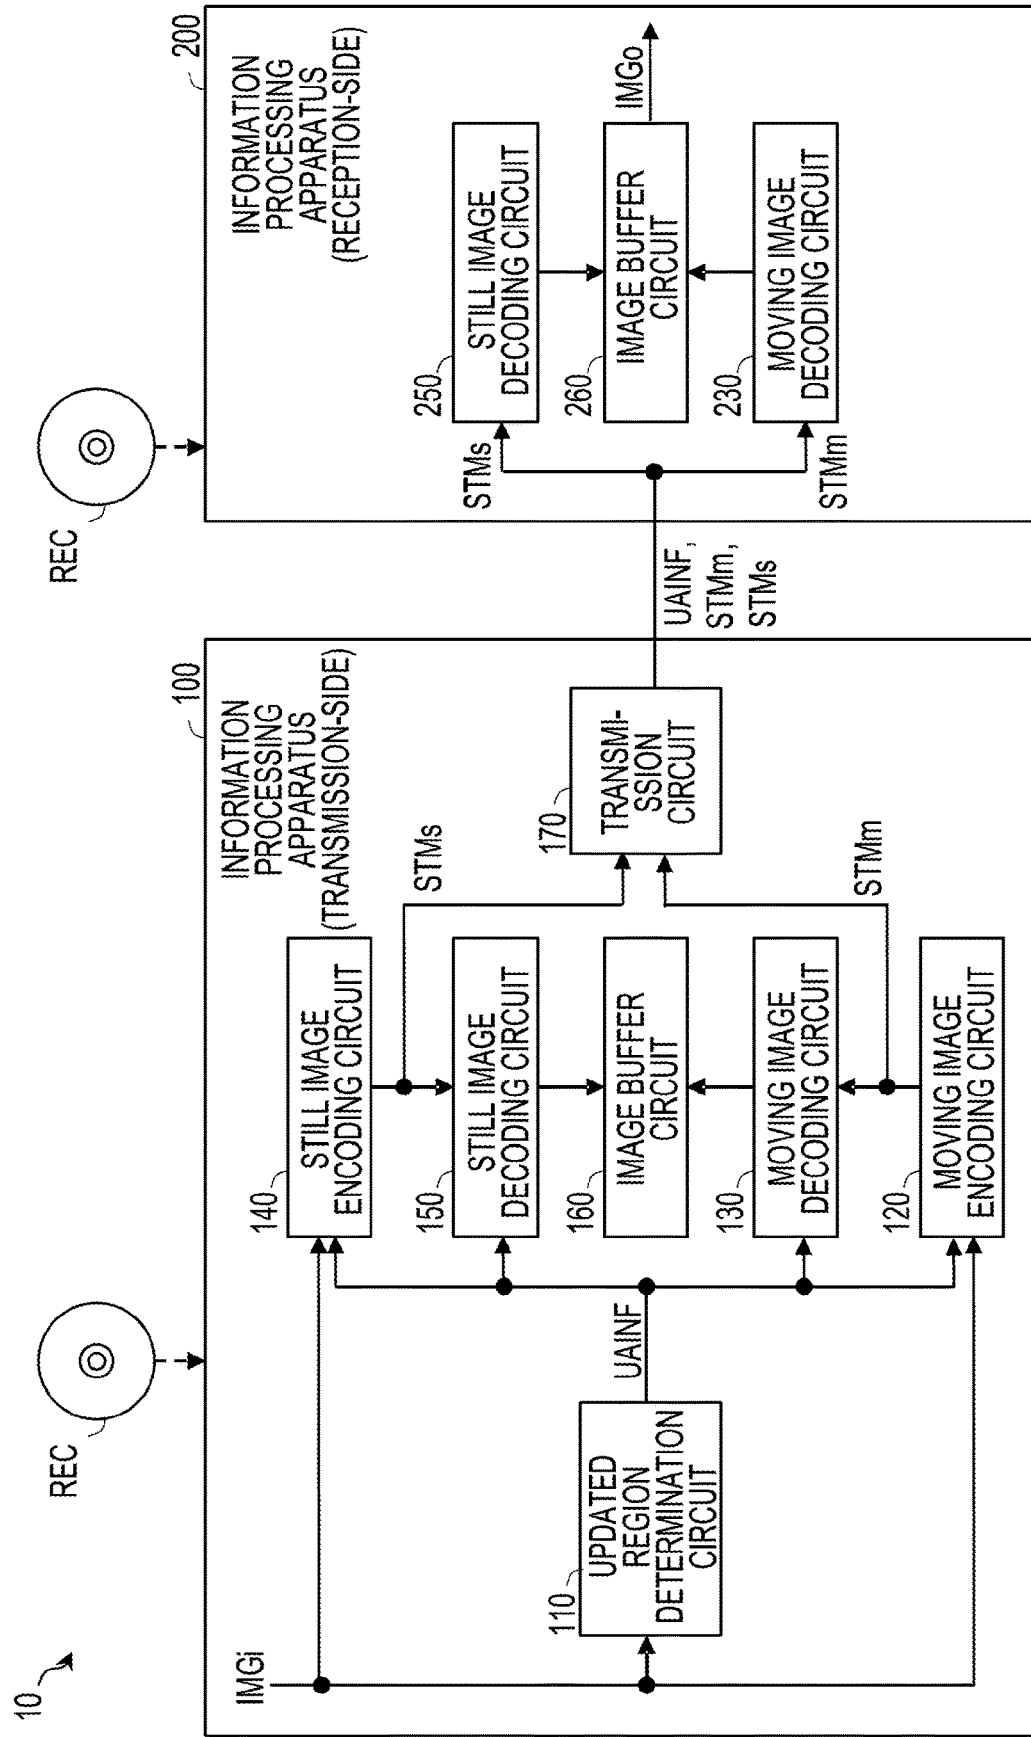 10
REC
REC
100
INFORMATION
PROCESSING
APPARATUS
(TRANSMISSION-SIDE)
IMGi
110
UPDATED
REGION
DETERMINATION
CIRCUIT
UAINF
140
STILL IMAGE
ENCODING CIRCUIT
150
STILL IMAGE
DECODING CIRCUIT
160
IMAGE BUFFER
CIRCUIT
130
MOVING IMAGE
DECODING CIRCUIT
120
MOVING IMAGE
ENCODING CIRCUIT
STMs
STMm
170
TRANSMI-
SSION
CIRCUIT
UAINF,
STMm,
STMs
200
INFORMATION
PROCESSING
APPARATUS
(RECEPTION-SIDE)
STMs
STMm
250
STILL IMAGE
DECODING CIRCUIT
260
IMAGE BUFFER
CIRCUIT
230
MOVING IMAGE
DECODING CIRCUIT
IMGo